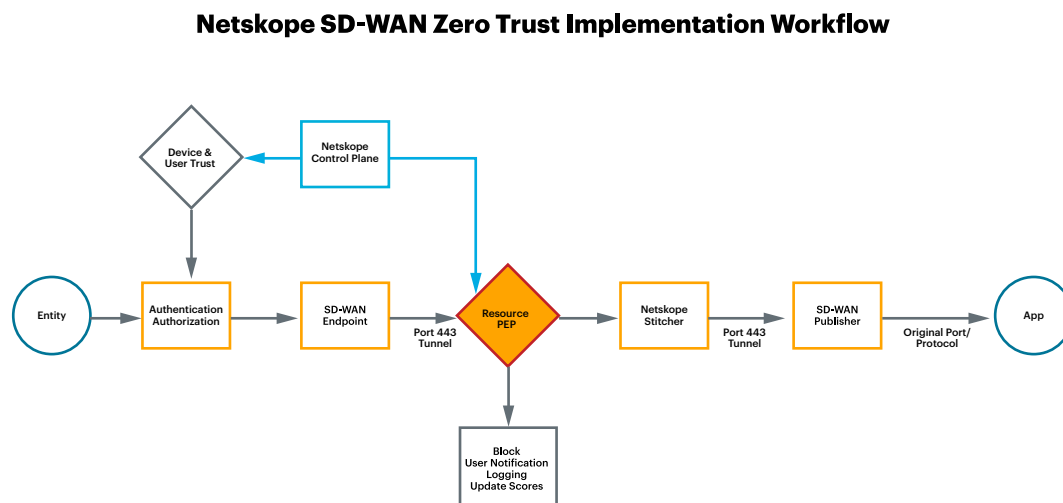 Netskope SD-WAN Zero Trust Implementation Workflow
Device &
User Trust
Netskope
Control Plane
Entity
Authentication
Authorization
SD-WAN
Endpoint
Port 443
Tunnel
Resource
PEP
Netskope
Stitcher
Port 443
Tunnel
SD-WAN
Publisher
Original Port/
Protocol
App
Block
User Notification
Logging
Update Scores